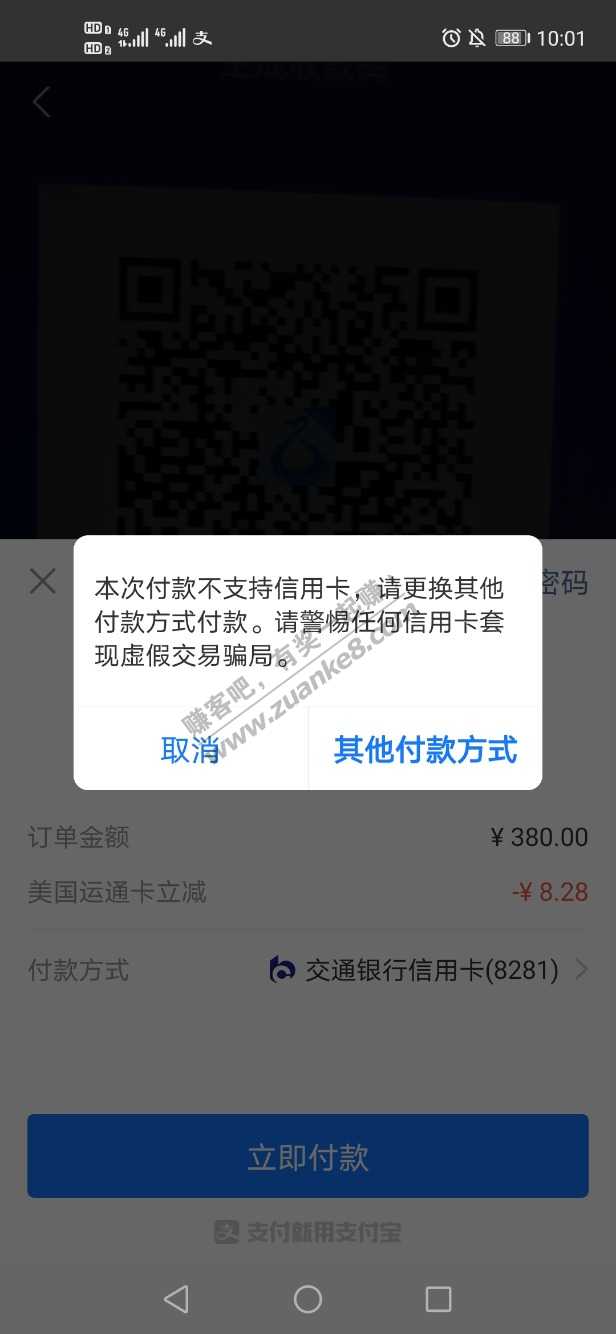 HD 1 4G 4G 支 88 10:01
HD 2
密码
本次付款不支持信用卡，请更换其他
付款方式付款。请警惕任何信用卡套
现虚假交易骗局。
赚客吧，有奖一起赚！
www.zuanke8.com
取消
其他付款方式
订单金额 ¥ 380.00
美国运通卡立减 -¥ 8.28
付款方式 交通银行信用卡(8281)
立即付款
支 支付就用支付宝